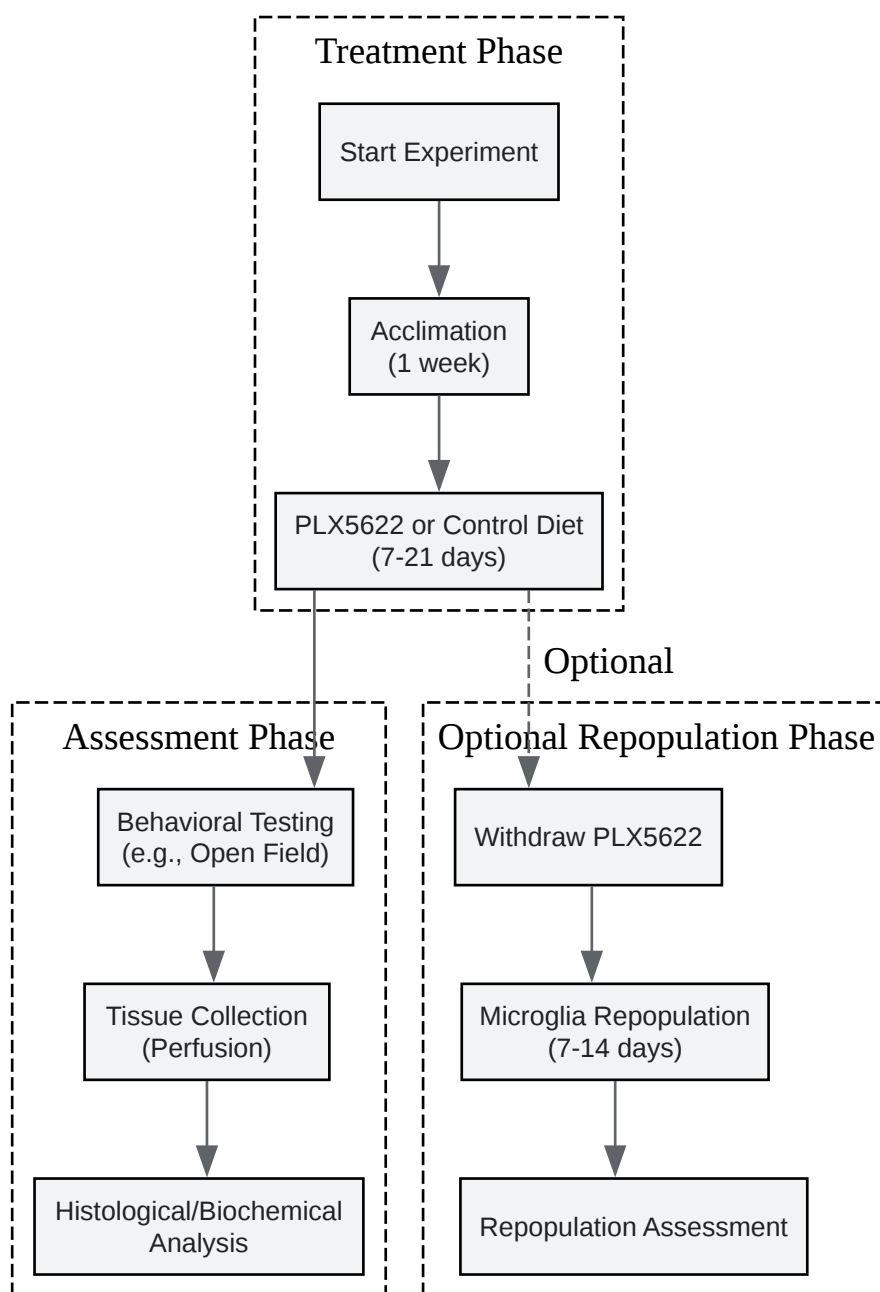 Treatment Phase
Start Experiment
Acclimation
(1 week)
PLX5622 or Control Diet
(7-21 days)
Optional
Assessment Phase
Behavioral Testing
(e.g., Open Field)
Tissue Collection
(Perfusion)
Histological/Biochemical
Analysis
Optional Repopulation Phase
Withdraw PLX5622
Microglia Repopulation
(7-14 days)
Repopulation Assessment